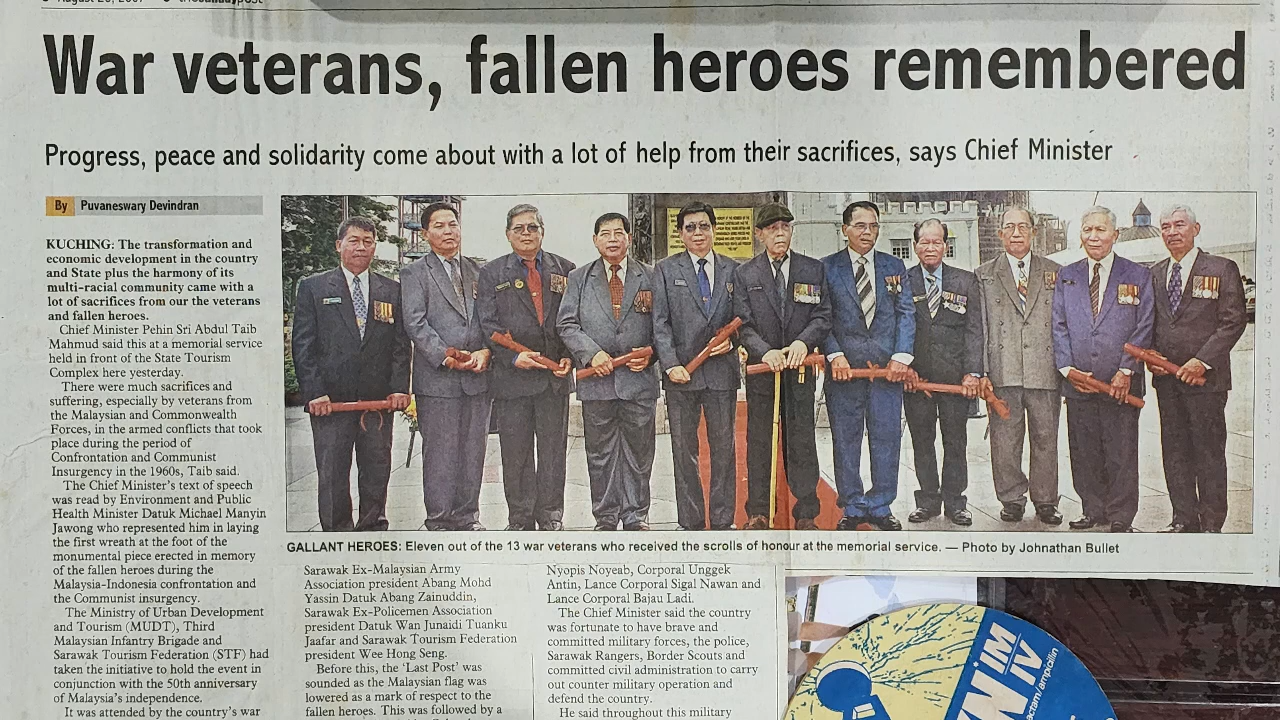 War veterans, fallen heroes remembered
Progress, peace and solidarity come about with a lot of help from their sacrifices, says Chief Minister
By Puvaneswary Devindran
KUCHING: The transformation and
economic development in the country
and State plus the harmony of its
multi-racial community came with a
lot of sacrifices from our the veterans
and fallen heroes.
Chief Minister Pehin Sri Abdul Taib
Mahmud said this at a memorial service
held in front of the State Tourism
Complex here yesterday.
There were much sacrifices and
suffering, especially by veterans from
the Malaysian and Commonwealth
Forces, in the armed conflicts that took
place during the period of
Confrontation and Communist
Insurgency in the 1960s, Taib said.
The Chief Minister's text of speech
was read by Environment and Public
Health Minister Datuk Michael Manyin
Jawong who represented him in laying
the first wreath at the foot of the
monumental piece erected in memory
of the fallen heroes during the
Malaysia-Indonesia confrontation and
the Communist insurgency.
The Ministry of Urban Development
and Tourism (MUDT), Third
Malaysian Infantry Brigade and
Sarawak Tourism Federation (STF) had
taken the intiative to hold the event in
conjunction with the 50th anniversary
of Malaysia's independence.
It was attended by the country's war
GALLANT HEROES: Eleven out of the 13 war veterans who received the scrolls of honour at the memorial service. — Photo by Johnathan Bullet
Sarawak Ex-Malaysian Army
Association president Abang Mohd
Yassin Datuk Abang Zainuddin,
Sarawak Ex-Policemen Association
president Datuk Wan Junaidi Tuanku
Jaafar and Sarawak Tourism Federation
president Wee Hong Seng.
Before this, the 'Last Post' was
sounded as the Malaysian flag was
lowered as a mark of respect to the
fallen heroes. This was followed by a
Nyopis Noyeab, Corporal Unggek
Antin, Lance Corporal Sigal Nawan and
Lance Corporal Bajau Ladi.
The Chief Minister said the country
was fortunate to have brave and
committed military forces, the police,
Sarawak Rangers, Border Scouts and
committed civil administration to carry
out counter military operation and
defend the country.
He said throughout this military
IM
IV
ampicillin